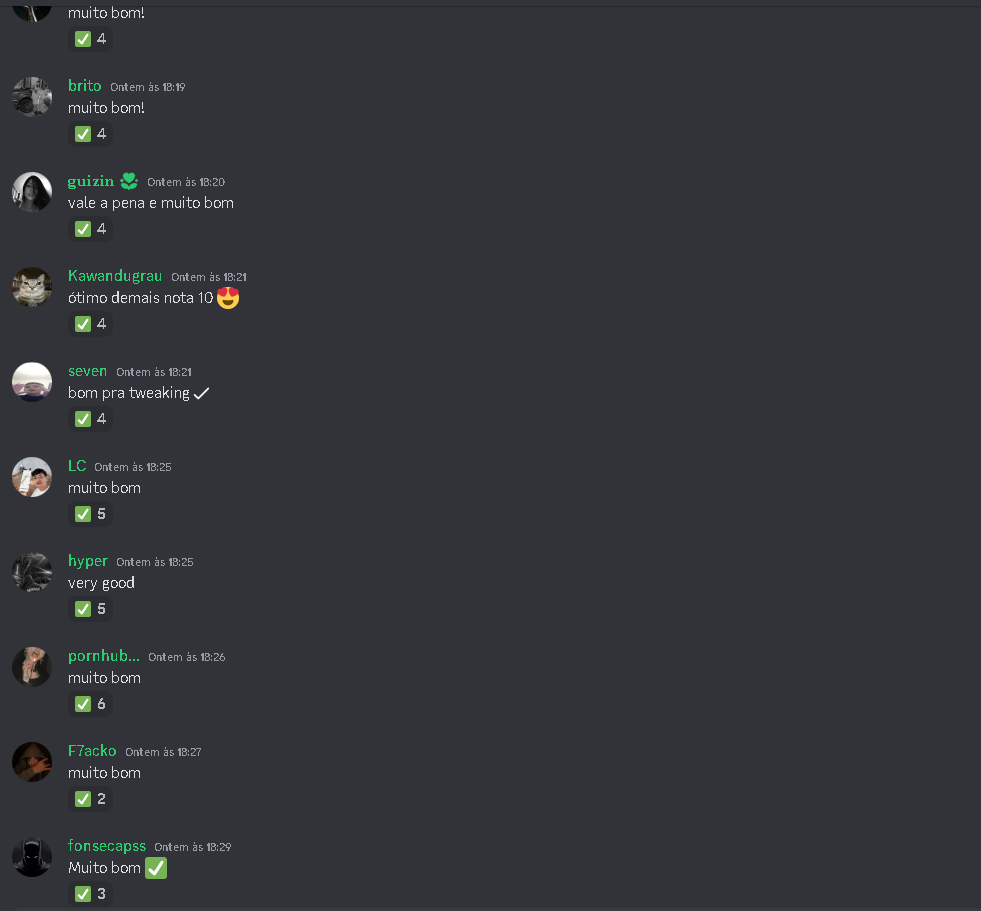 muito bom!
✅ 4
brito Ontem às 18:19
muito bom!
✅ 4
guizin Ontem às 18:20
vale a pena e muito bom
✅ 4
Kawandugrau Ontem às 18:21
ótimo demais nota 10 😍
✅ 4
seven Ontem às 18:21
bom pra tweaking ✓
✅ 4
LC Ontem às 18:25
muito bom
✅ 5
hyper Ontem às 18:25
very good
✅ 5
pornhub... Ontem às 18:26
muito bom
✅ 6
F7acko Ontem às 18:27
muito bom
✅ 2
fonsecapss Ontem às 18:29
Muito bom ✅
✅ 3